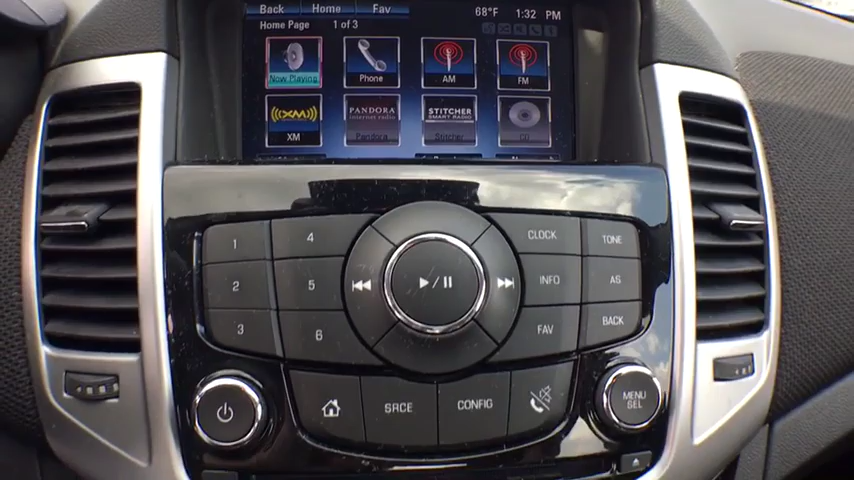 Back Home Fav 68°F 1:32 PM
Home Page 1 of 3
Now Playing Phone AM FM
XM PANDORA internet radio STITCHER SMART RADIO
XM Pandora Stitcher CD
1 4 CLOCK TONE
2 5 INFO AS
3 6 FAV BACK
SRCE CONFIG MENU SEL